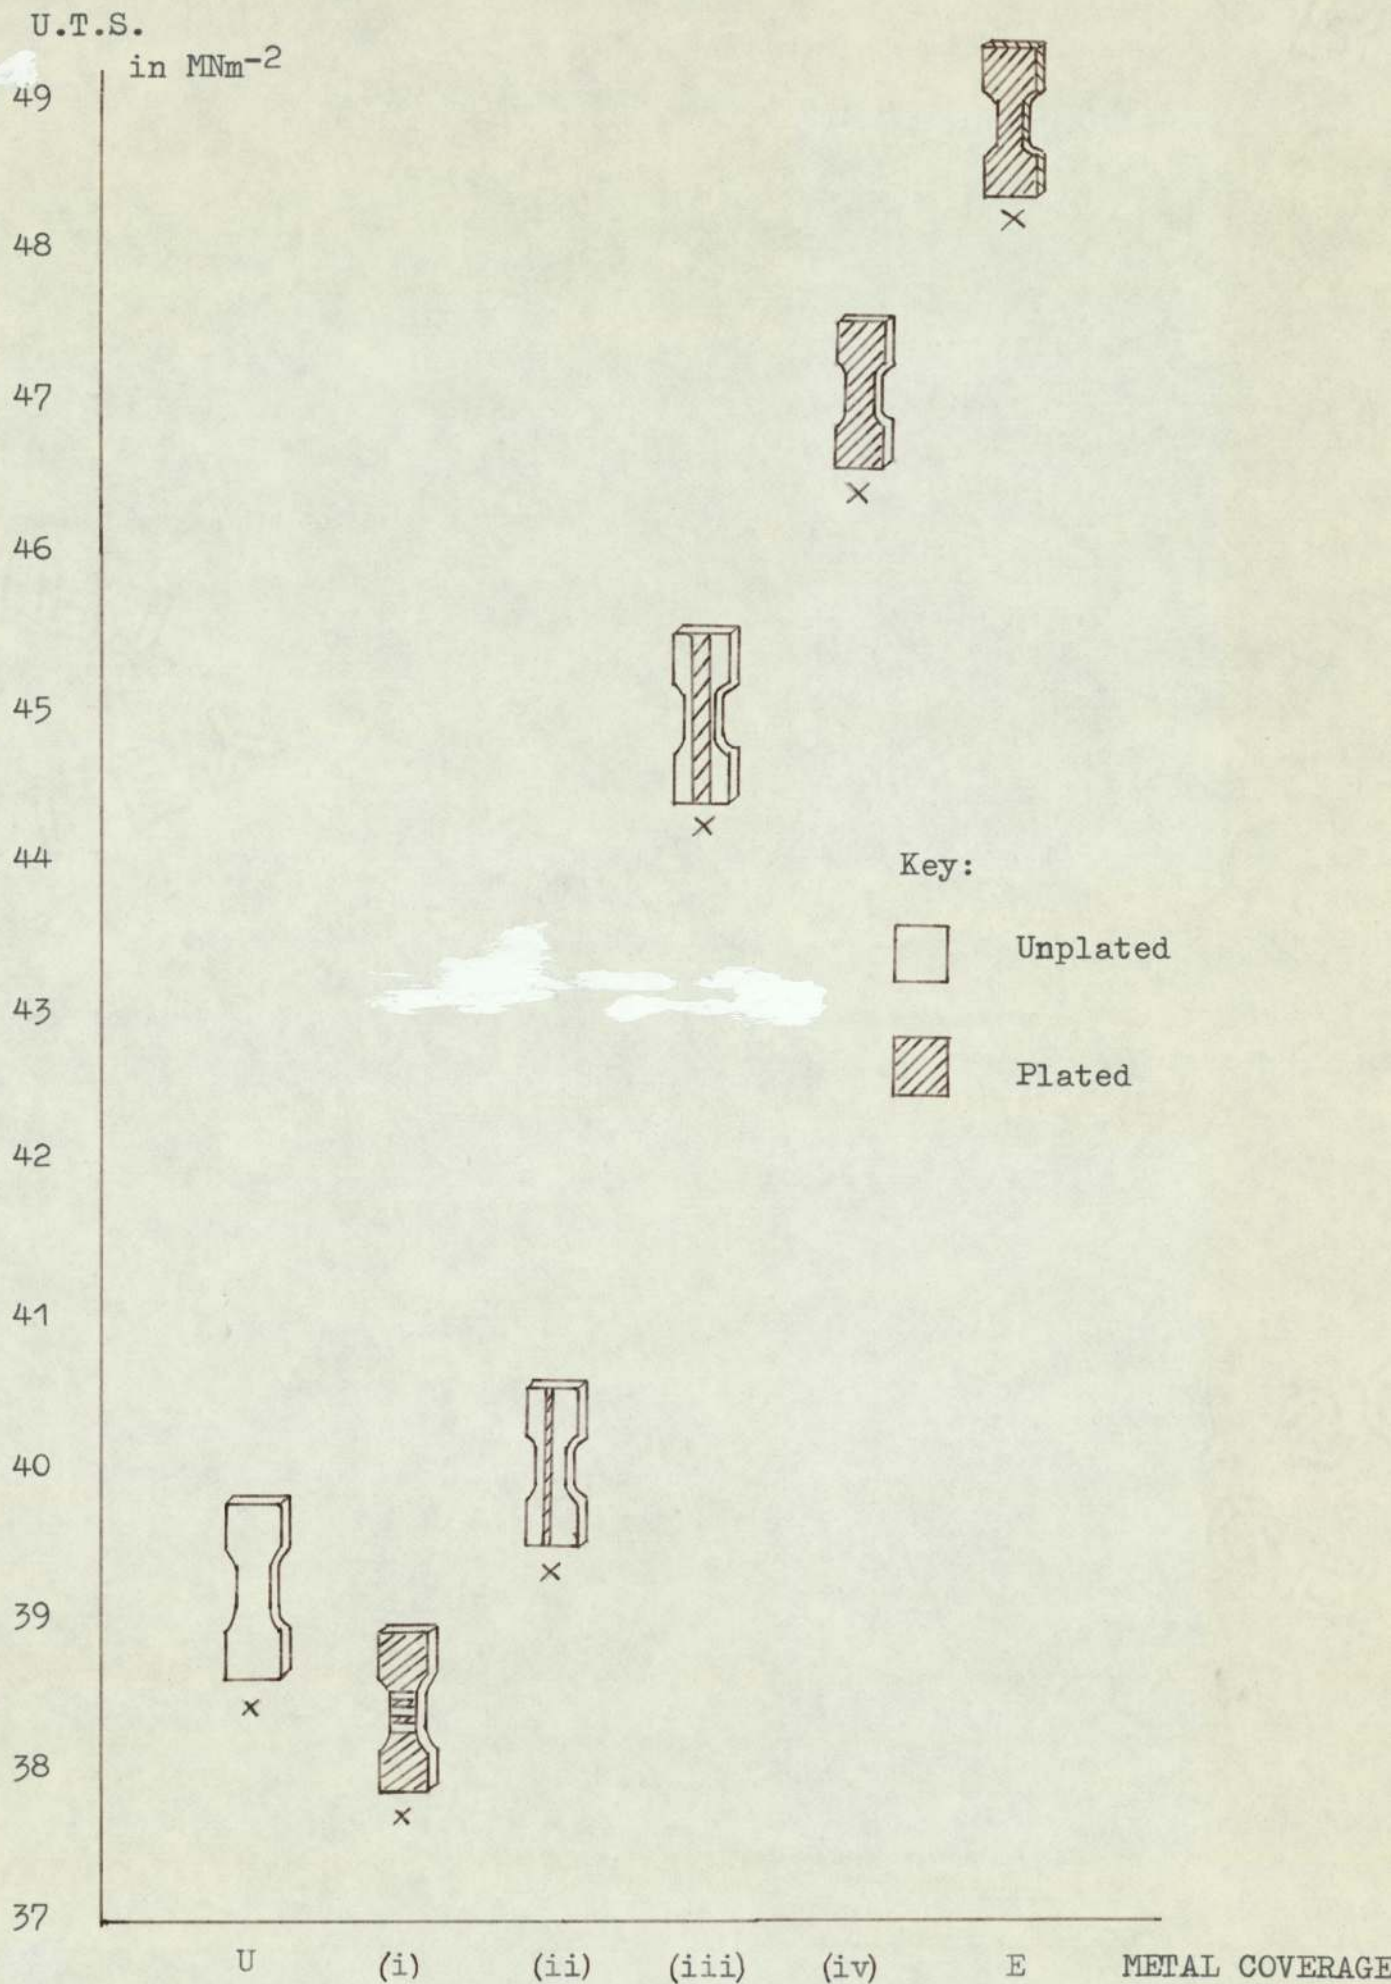 U.T.S.
in MNm-2
49
48
47
46
45
44
43
42
41
40
39
38
37
Key:
Unplated
Plated
U (i) (ii) (iii) (iv) E METAL COVERAGE